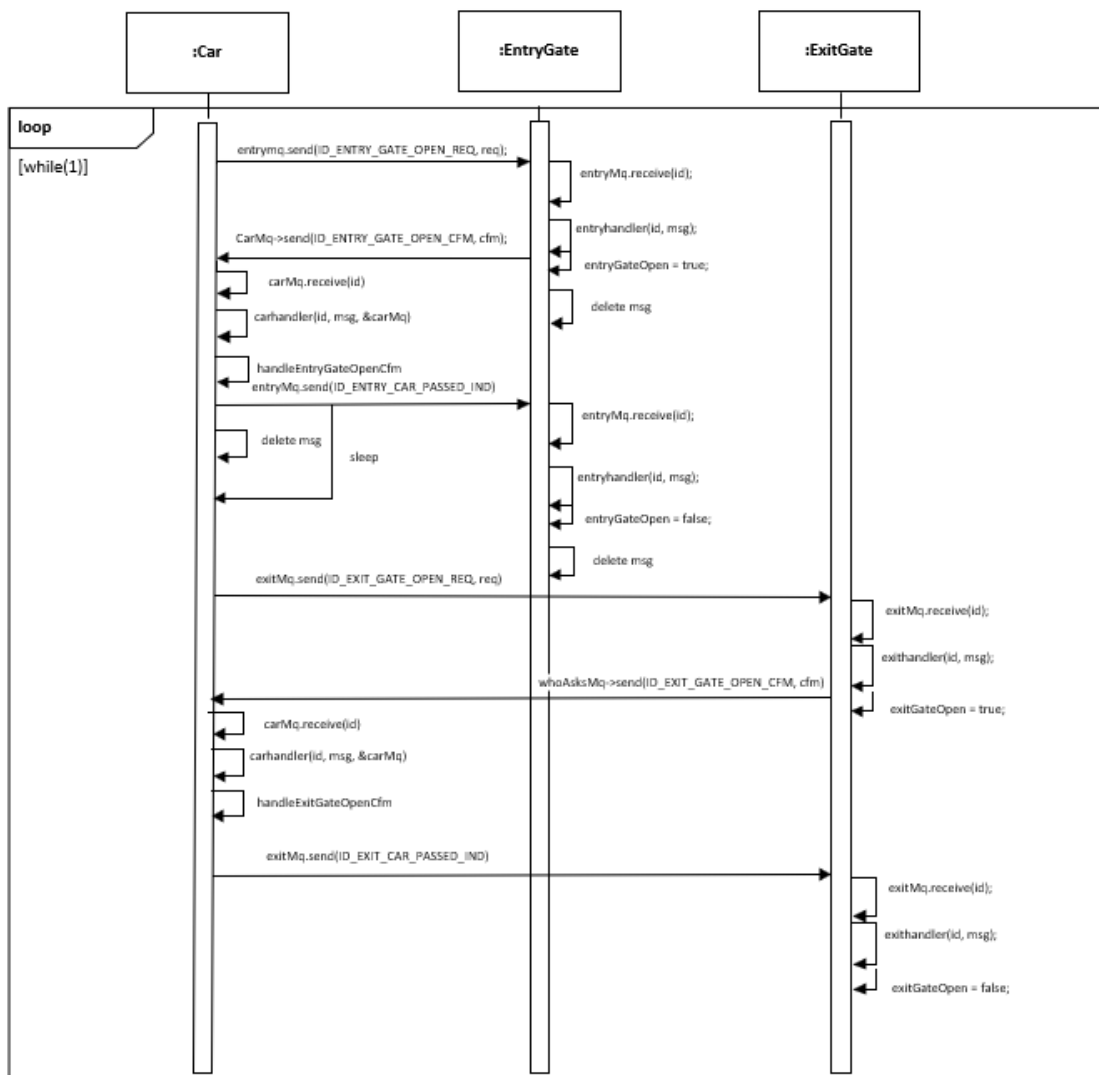 :Car
:EntryGate
:ExitGate
loop
[while(1)]
entrymq.send(ID_ENTRY_GATE_OPEN_REQ, req);
entryMq.receive(id);
entryhandler(id, msg);
CarMq->send(ID_ENTRY_GATE_OPEN_CFM, cfm);
entryGateOpen = true;
carMq.receive(id)
delete msg
carhandler(id, msg, &carMq)
handleEntryGateOpenCfm
entryMq.send(ID_ENTRY_CAR_PASSED_IND)
entryMq.receive(id);
delete msg
sleep
entryhandler(id, msg);
entryGateOpen = false;
delete msg
exitMq.send(ID_EXIT_GATE_OPEN_REQ, req)
exitMq.receive(id);
exithandler(id, msg);
whoAsksMq->send(ID_EXIT_GATE_OPEN_CFM, cfm)
exitGateOpen = true;
carMq.receive(id)
carhandler(id, msg, &carMq)
handleExitGateOpenCfm
exitMq.send(ID_EXIT_CAR_PASSED_IND)
exitMq.receive(id);
exithandler(id, msg);
exitGateOpen = false;